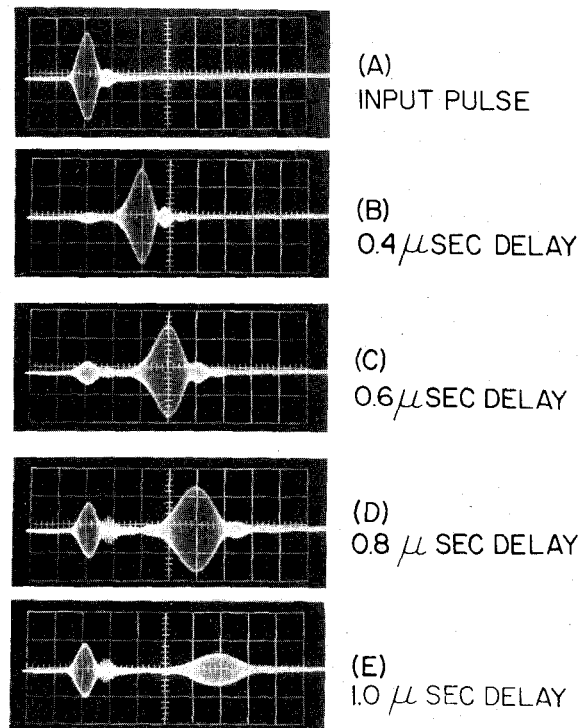 (A)
INPUT PULSE
(B)
0.4 μSEC DELAY
(C)
0.6 μSEC DELAY
(D)
0.8 μ SEC DELAY
(E)
1.0 μ SEC DELAY